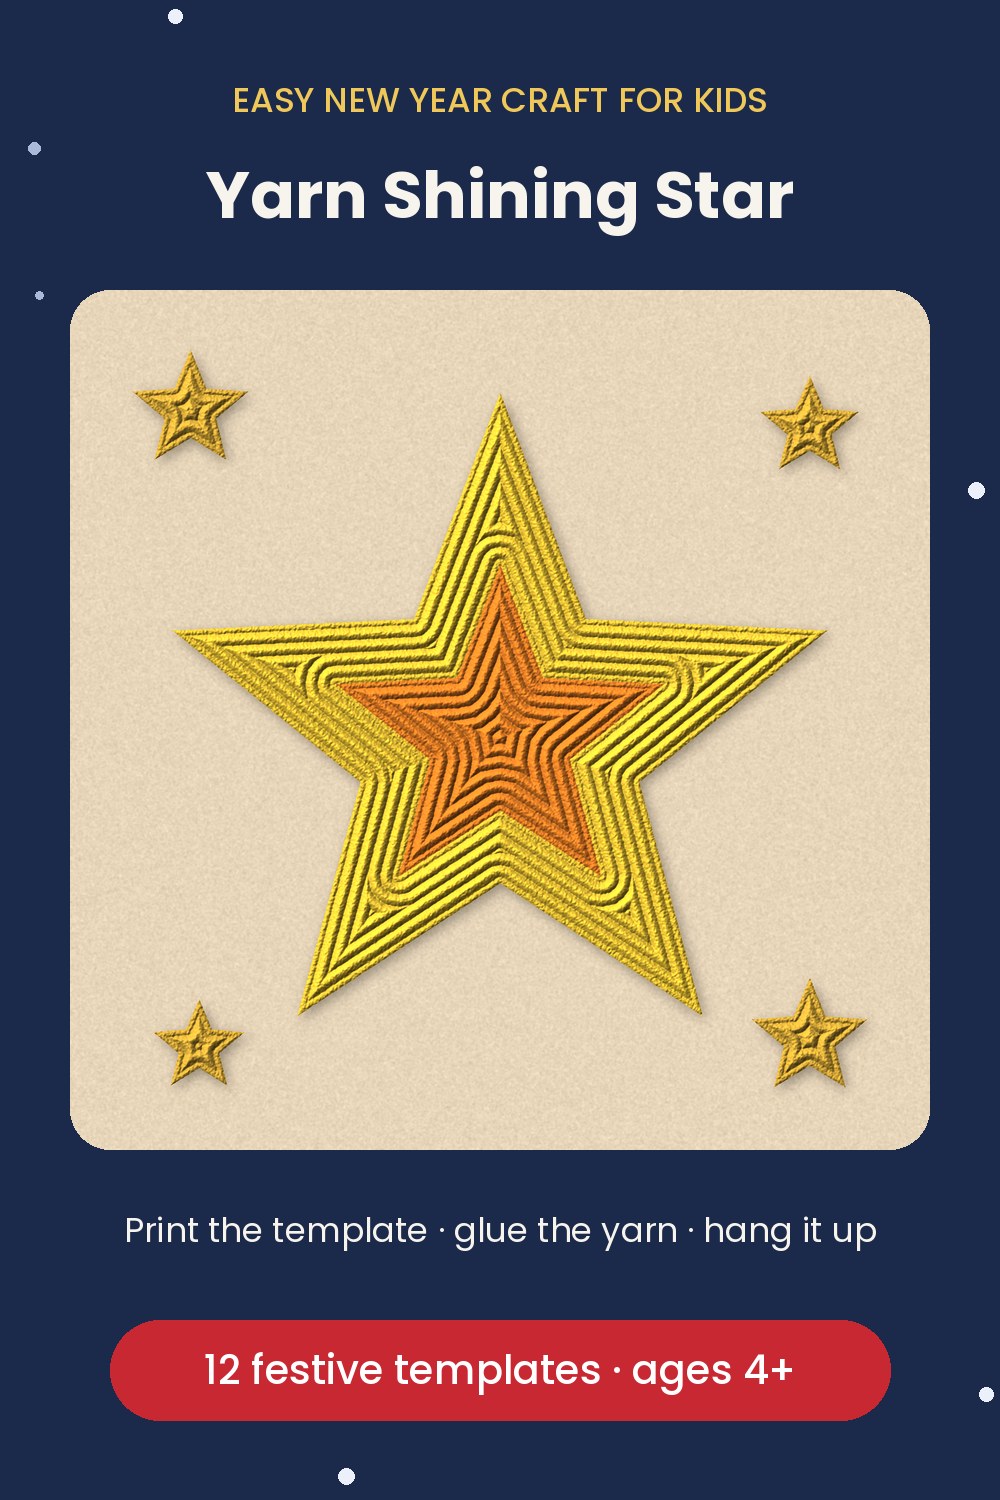 EASY NEW YEAR CRAFT FOR KIDS
Yarn Shining Star
Print the template · glue the yarn · hang it up
12 festive templates · ages 4+